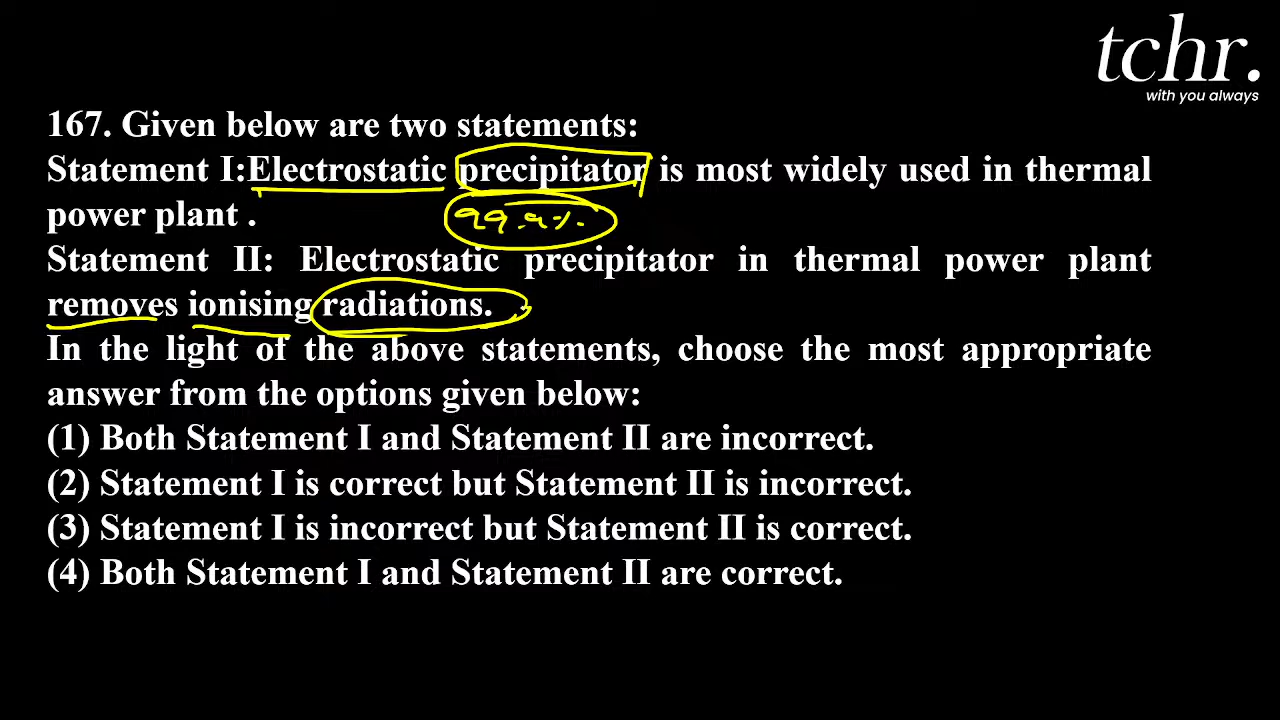 tchr.
with you always
167. Given below are two statements:
Statement I:Electrostatic precipitator is most widely used in thermal
power plant .
99.9%.
Statement II: Electrostatic precipitator in thermal power plant
removes ionising radiations.
In the light of the above statements, choose the most appropriate
answer from the options given below:
(1) Both Statement I and Statement II are incorrect.
(2) Statement I is correct but Statement II is incorrect.
(3) Statement I is incorrect but Statement II is correct.
(4) Both Statement I and Statement II are correct.